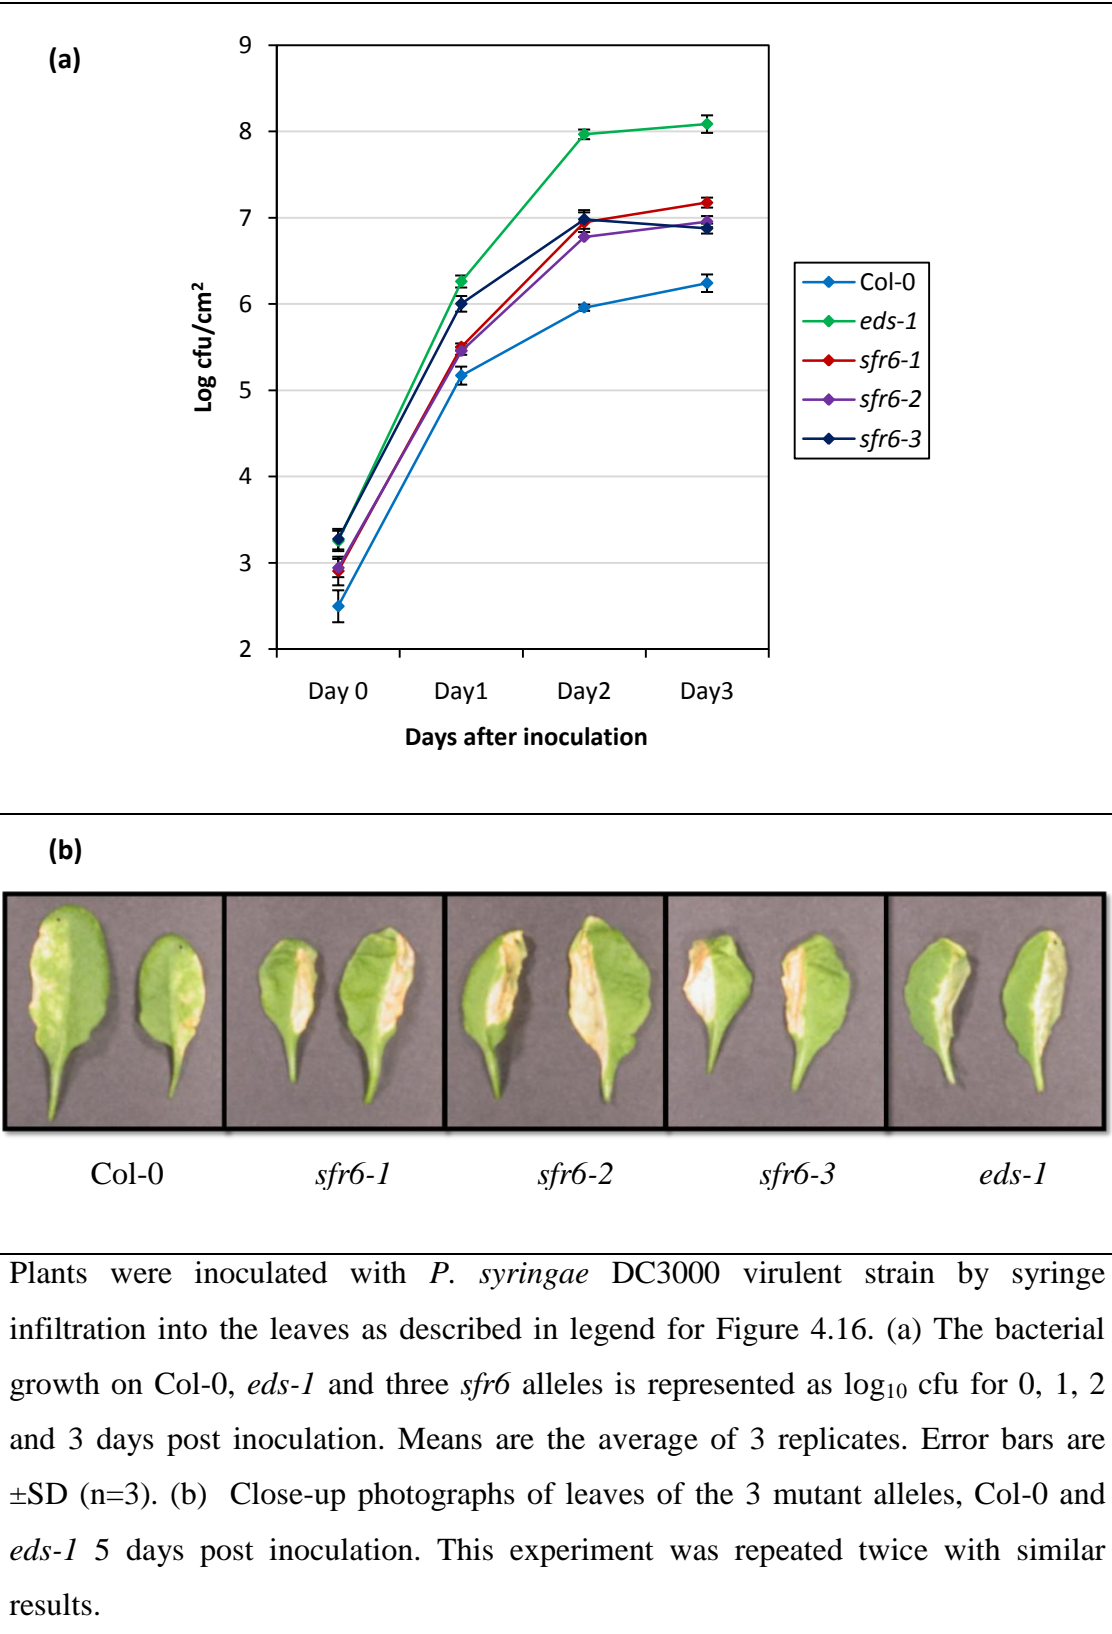 (a)
9
8
7
6
5
4
3
2
Log cfu/cm²
Day 0 Day1 Day2 Day3
Days after inoculation
Col-0
eds-1
sfr6-1
sfr6-2
sfr6-3
(b)
Col-0 sfr6-1 sfr6-2 sfr6-3 eds-1
Plants were inoculated with P. syringae DC3000 virulent strain by syringe
infiltration into the leaves as described in legend for Figure 4.16. (a) The bacterial
growth on Col-0, eds-1 and three sfr6 alleles is represented as log₁₀ cfu for 0, 1, 2
and 3 days post inoculation. Means are the average of 3 replicates. Error bars are
±SD (n=3). (b) Close-up photographs of leaves of the 3 mutant alleles, Col-0 and
eds-1 5 days post inoculation. This experiment was repeated twice with similar
results.